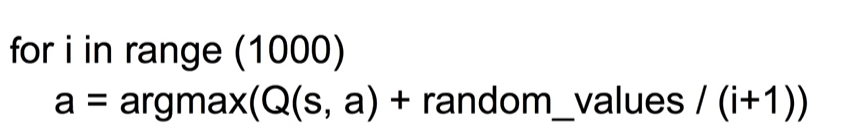 for i in range (1000)
a = argmax(Q(s, a) + random_values / (i+1))